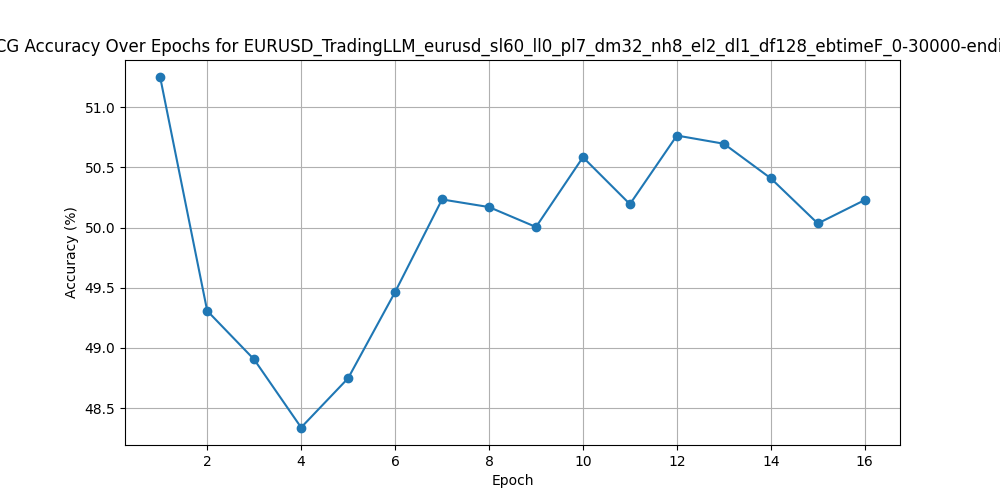 CG Accuracy Over Epochs for EURUSD_TradingLLM_eurusd_sl60_ll0_pl7_dm32_nh8_el2_dl1_df128_ebtimeF_0-30000-endi
51.0
50.5
50.0
49.5
49.0
48.5
Accuracy (%)
2 4 6 8 10 12 14 16
Epoch